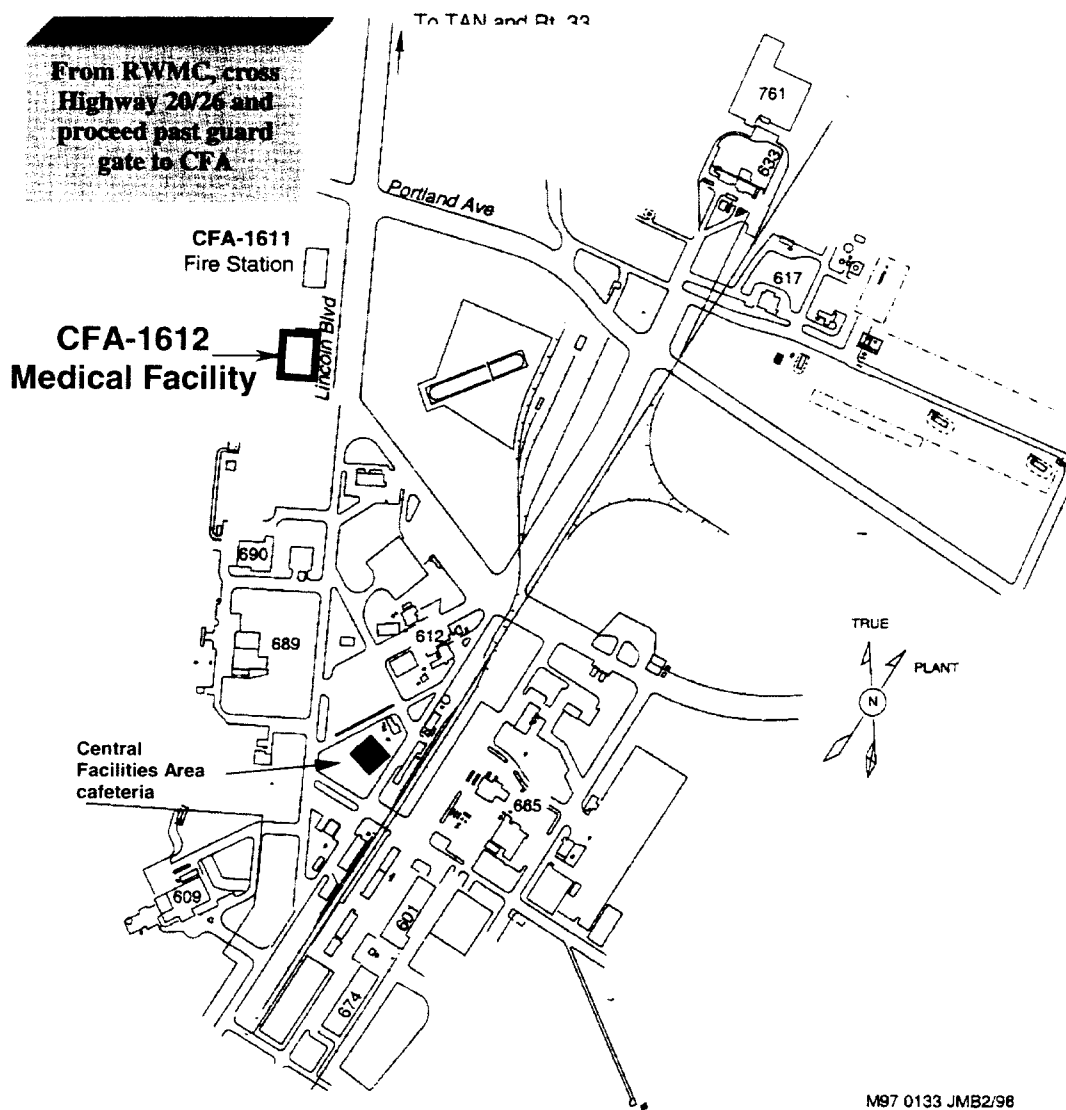 To TAN and Rt. 33
From RWMC, cross
Highway 20/26 and
proceed past guard
gate to CFA
761
633
Portland Ave
CFA-1611
Fire Station
617
Lincoln Blvd
CFA-1612
Medical Facility
690
612
689
TRUE
PLANT
N
Central
Facilities Area
cafeteria
685
609
601
674
M97 0133 JMB2/98